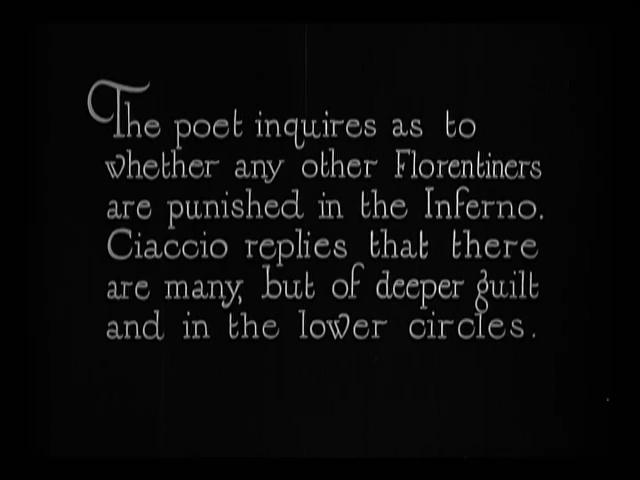 The poet inquires as to
whether any other Florentiners
are punished in the Inferno.
Ciaccio replies that there
are many, but of deeper guilt
and in the lower circles.